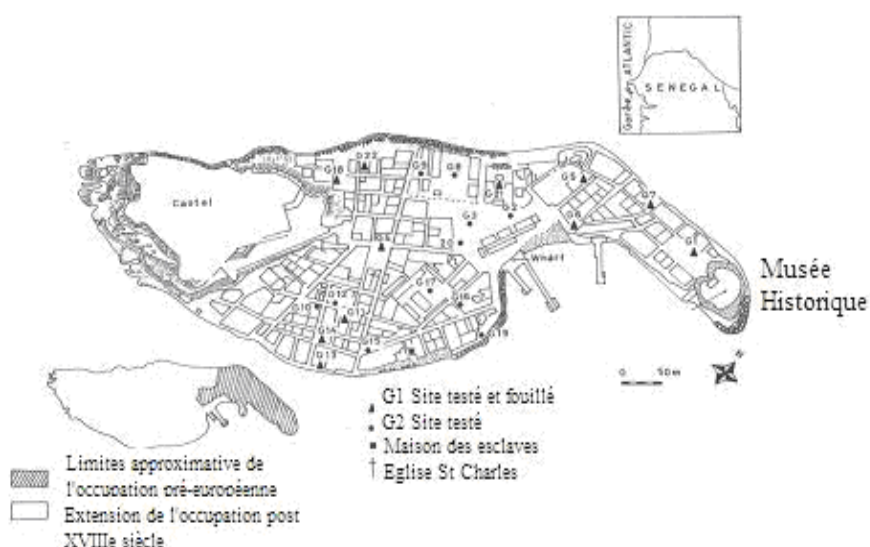 Gorée
ATLANTIC
SENEGAL
Castel
G18
G22
G9
G8
G5
G7
G2
G3
G6
G1
Wharf
G17
G12
G10
G13
G14
G15
G16
G19
Musée
Historique
0 50m
N
G1 Site testé et fouillé
G2 Site testé
Maison des esclaves
Eglise St Charles
Limites approximative de
l'occupation pré-européenne
Extension de l'occupation post
XVIIIe siècle